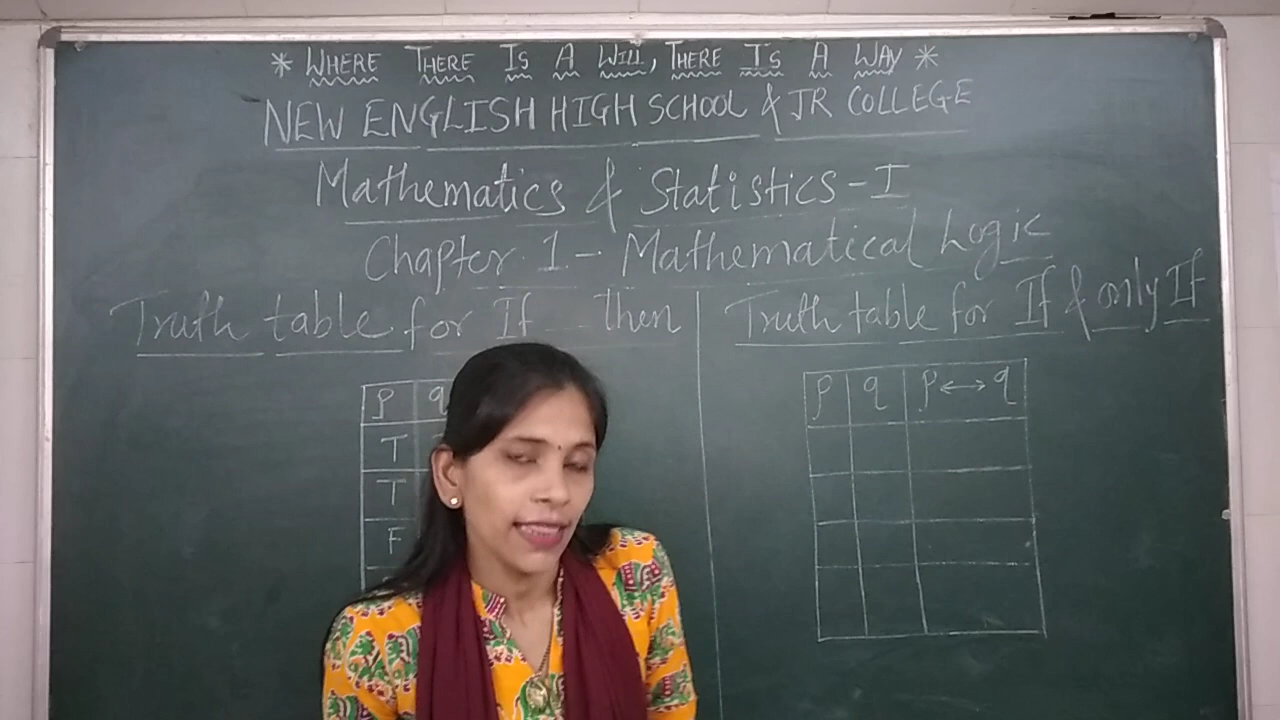 * WHERE THERE IS A WILL, THERE IS A WAY *
NEW ENGLISH HIGH SCHOOL & JR COLLEGE
Mathematics & Statistics - I
Chapter 1 - Mathematical Logic
Truth table for If ... then
P q
T
T
F
Truth table for If & only If
P q P ↔ q